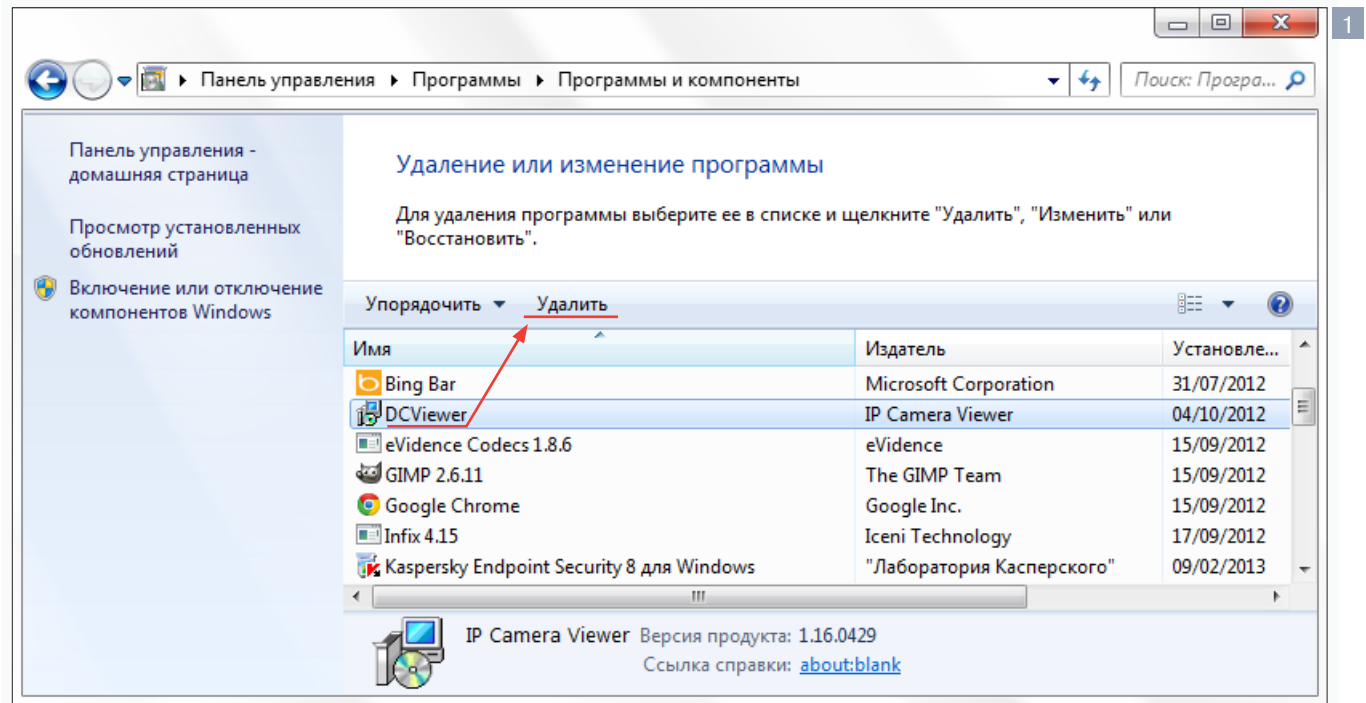 1
Панель управления Программы Программы и компоненты Поиск: Програ...
Панель управления -
домашняя страница
Просмотр установленных
обновлений
Включение или отключение
компонентов Windows
Удаление или изменение программы
Для удаления программы выберите ее в списке и щелкните "Удалить", "Изменить" или
"Восстановить".
Упорядочить Удалить
Имя Издатель Установле...
Bing Bar Microsoft Corporation 31/07/2012
DCViewer IP Camera Viewer 04/10/2012
eVidence Codecs 1.8.6 eVidence 15/09/2012
GIMP 2.6.11 The GIMP Team 15/09/2012
Google Chrome Google Inc. 15/09/2012
Infix 4.15 Iceni Technology 17/09/2012
Kaspersky Endpoint Security 8 для Windows "Лаборатория Касперского" 09/02/2013
IP Camera Viewer Версия продукта: 1.16.0429
Ссылка справки: about:blank